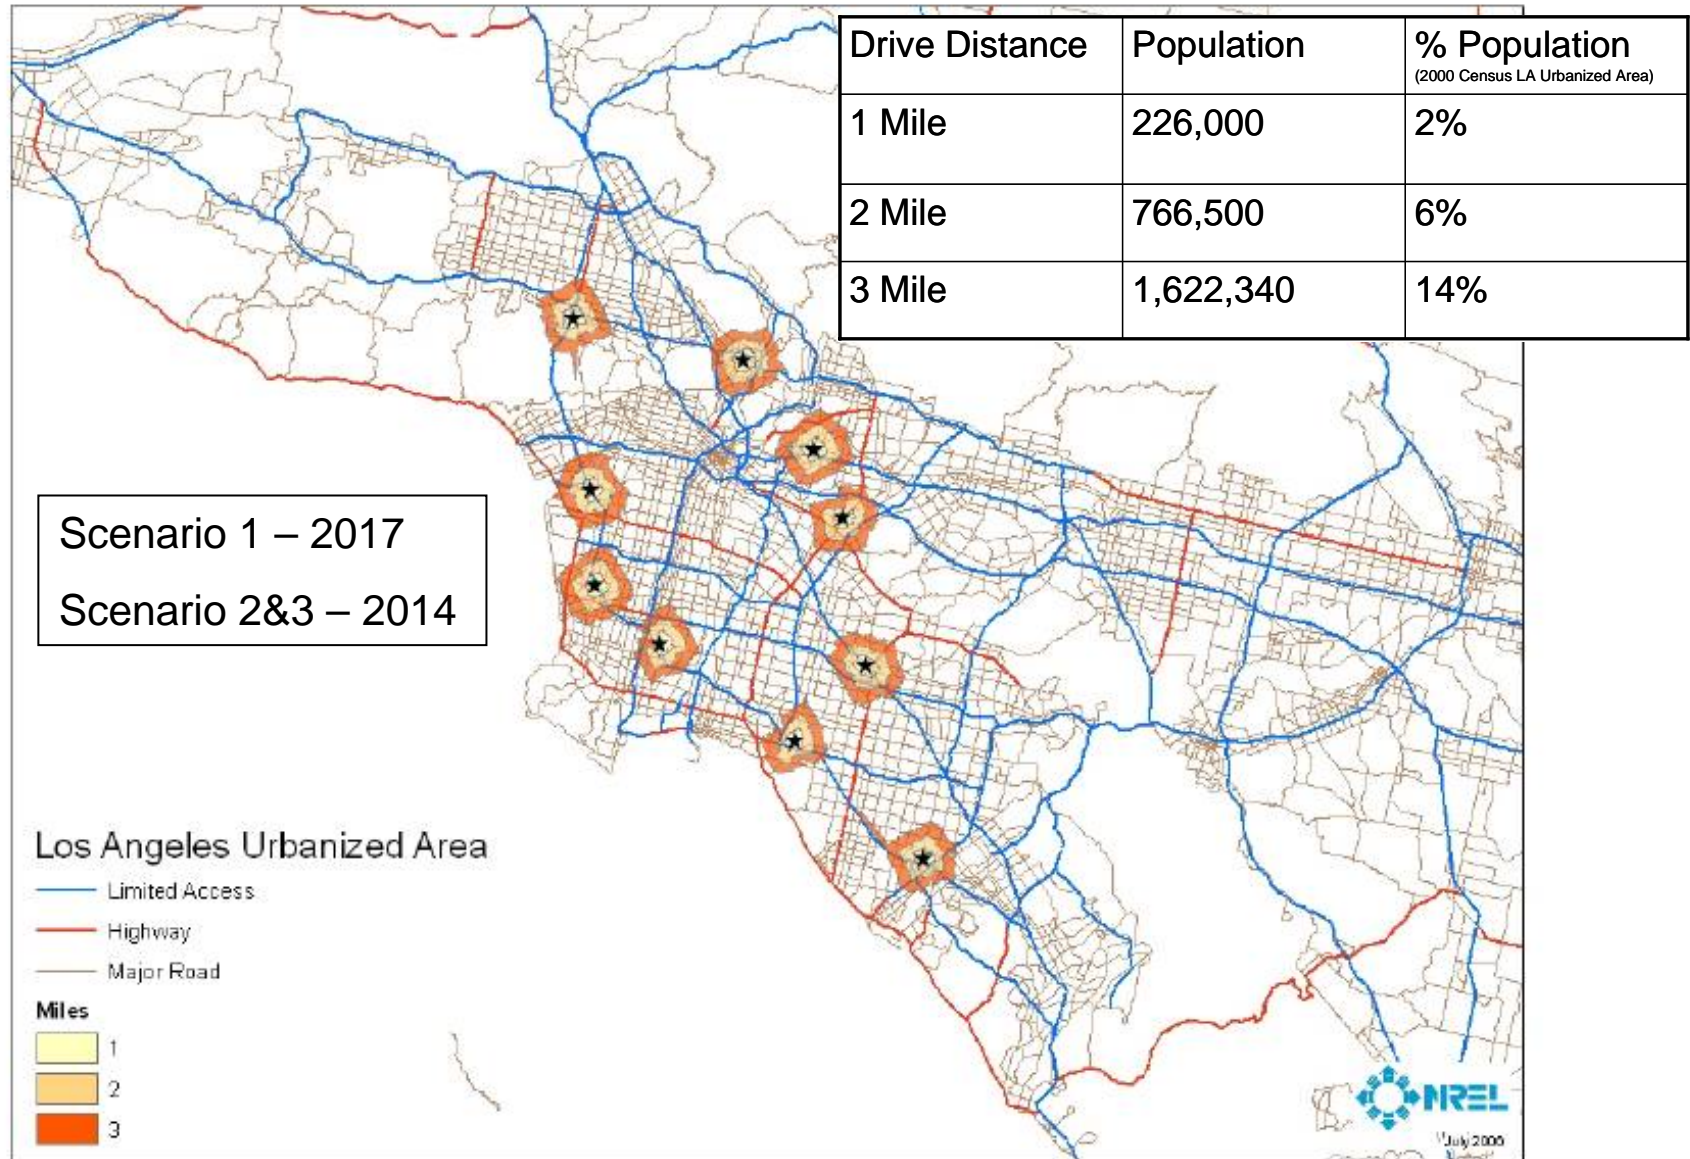 Drive Distance Population % Population
(2000 Census LA Urbanized Area)
1 Mile 226,000 2%
2 Mile 766,500 6%
3 Mile 1,622,340 14%
Scenario 1 – 2017
Scenario 2&3 – 2014
Los Angeles Urbanized Area
Limited Access
Highway
Major Road
Miles
1
2
3
NREL
July 2006